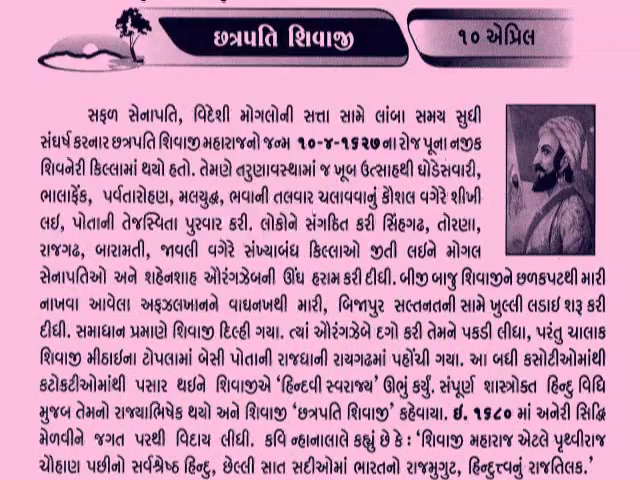 છત્રપતિ શિવાજી
૧૦ એપ્રિલ
સફળ સેનાપતિ, વિદેશી મોગલોની સત્તા સામે લાંબા સમય સુધી
સંઘર્ષ કરનાર છત્રપતિ શિવાજી મહારાજનો જન્મ ૧૦-૪-૧૬૨૭ના રોજ પૂના નજીક
શિવનેરી કિલ્લામાં થયો હતો. તેમણે તરુણાવસ્થામાં જ ખૂબ ઉત્સાહથી ઘોડેસવારી,
ભાલાફેંક, પર્વતારોહણ, મલયુદ્ધ, ભવાની તલવાર ચલાવવાનું કૌશલ વગેરે શીખી
લઇ, પોતાની તેજસ્વિતા પુરવાર કરી. લોકોને સંગઠિત કરી સિંહગઢ, તોરણા,
રાજગઢ, બારામતી, જાવલી વગેરે સંખ્યાબંધ કિલ્લાઓ જીતી લઇને મોગલ
સેનાપતિઓ અને શહેનશાહ ઔરંગઝેબની ઊંઘ હરામ કરી દીધી. બીજી બાજુ શિવાજીને છળકપટથી મારી
નાખવા આવેલા અફઝલખાનને વાઘનખથી મારી, બિજાપુર સલ્તનતની સામે ખુલ્લી લડાઇ શરૂ કરી
દીધી. સમાધાન પ્રમાણે શિવાજી દિલ્હી ગયા. ત્યાં ઔરંગઝેબે દગો કરી તેમને પકડી લીધા, પરંતુ ચાલાક
શિવાજી મીઠાઇના ટોપલામાં બેસી પોતાની રાજધાની રાયગઢમાં પહોંચી ગયા. આ બધી કસોટીઓમાંથી
કટોકટીઓમાંથી પસાર થઇને શિવાજીએ ‘હિન્દવી સ્વરાજ્ય’ ઊભું કર્યું. સંપૂર્ણ શાસ્ત્રોક્ત હિન્દુ વિધિ
મુજબ તેમનો રાજ્યાભિષેક થયો અને શિવાજી ‘છત્રપતિ શિવાજી’ કહેવાયા. ઇ. ૧૬૮૦ માં અનેરી સિદ્ધિ
મેળવીને જગત પરથી વિદાય લીધી. કવિ ન્હાનાલાલે કહ્યું છે કે : ‘શિવાજી મહારાજ એટલે પૃથ્વીરાજ
ચૌહાણ પછીનો સર્વશ્રેષ્ઠ હિન્દુ, છેલ્લી સાત સદીઓમાં ભારતનો રાજમુગુટ, હિન્દુત્ત્વનું રાજતિલક.’